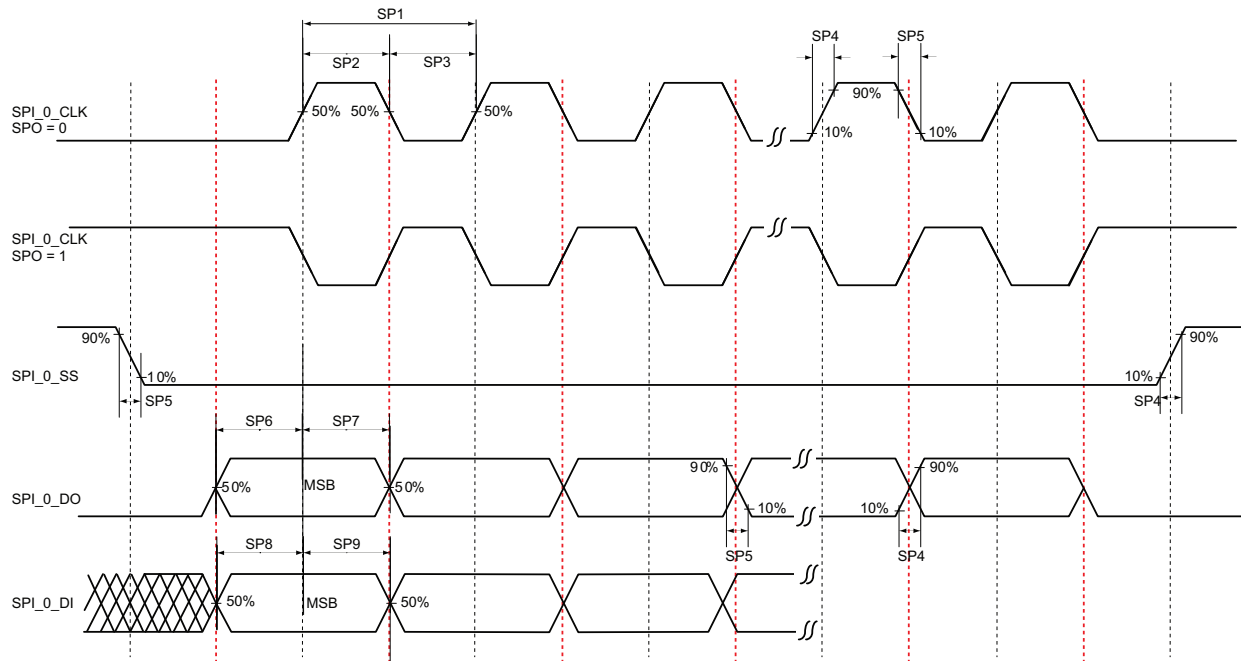 SP1
SP4
SP5
SP2
SP3
SPI_0_CLK
SPO = 0
50%
50%
50%
90%
10%
10%
SPI_0_CLK
SPO = 1
90%
90%
SPI_0_SS
10%
10%
SP5
SP4
SP6
SP7
90%
90%
SPI_0_DO
50%
MSB
50%
10%
10%
SP5
SP4
SP8
SP9
SPI_0_DI
50%
MSB
50%